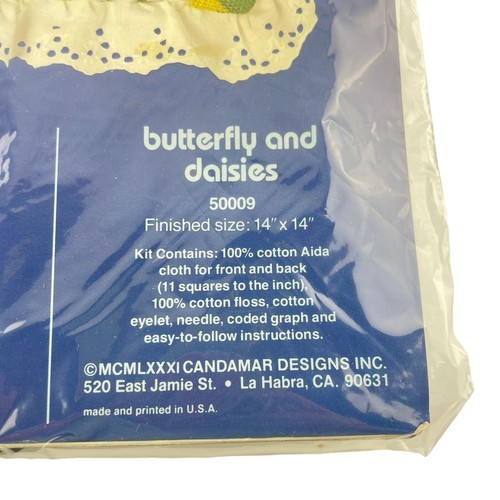 butterfly and
daisies
50009
Finished size: 14" x 14"
Kit Contains: 100% cotton Aida
cloth for front and back
(11 squares to the inch),
100% cotton floss, cotton
eyelet, needle, coded graph and
easy-to-follow instructions.
©MCMLXXXI CANDAMAR DESIGNS INC.
520 East Jamie St. • La Habra, CA. 90631
made and printed in U.S.A.